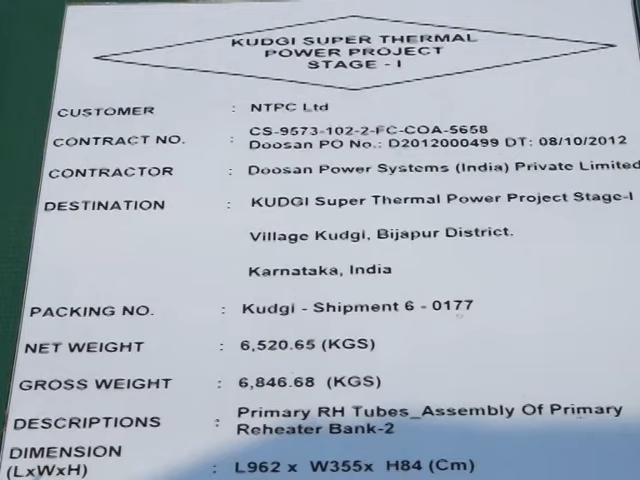 KUDGI SUPER THERMAL
POWER PROJECT
STAGE - I
CUSTOMER : NTPC Ltd
CONTRACT NO. : CS-9573-102-2-FC-COA-5658
Doosan PO No.: D2012000499 DT: 08/10/2012
CONTRACTOR : Doosan Power Systems (India) Private Limited
DESTINATION : KUDGI Super Thermal Power Project Stage-I
Village Kudgi, Bijapur District.
Karnataka, India
PACKING NO. : Kudgi - Shipment 6 - 0177
NET WEIGHT : 6,520.65 (KGS)
GROSS WEIGHT : 6,846.68 (KGS)
DESCRIPTIONS : Primary RH Tubes_Assembly Of Primary
Reheater Bank-2
DIMENSION
(LxWxH) : L962 x W355x H84 (Cm)